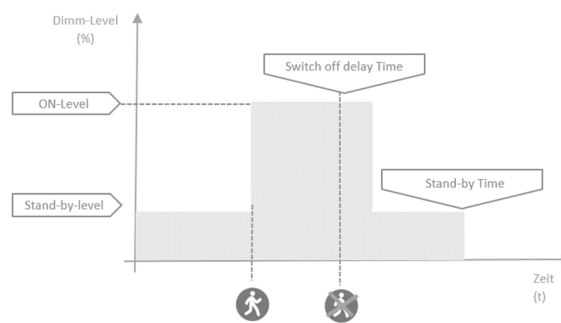 Dimm-Level
(%)
Switch off delay Time
ON-Level
Stand-by Time
Stand-by-level
Zeit
(t)